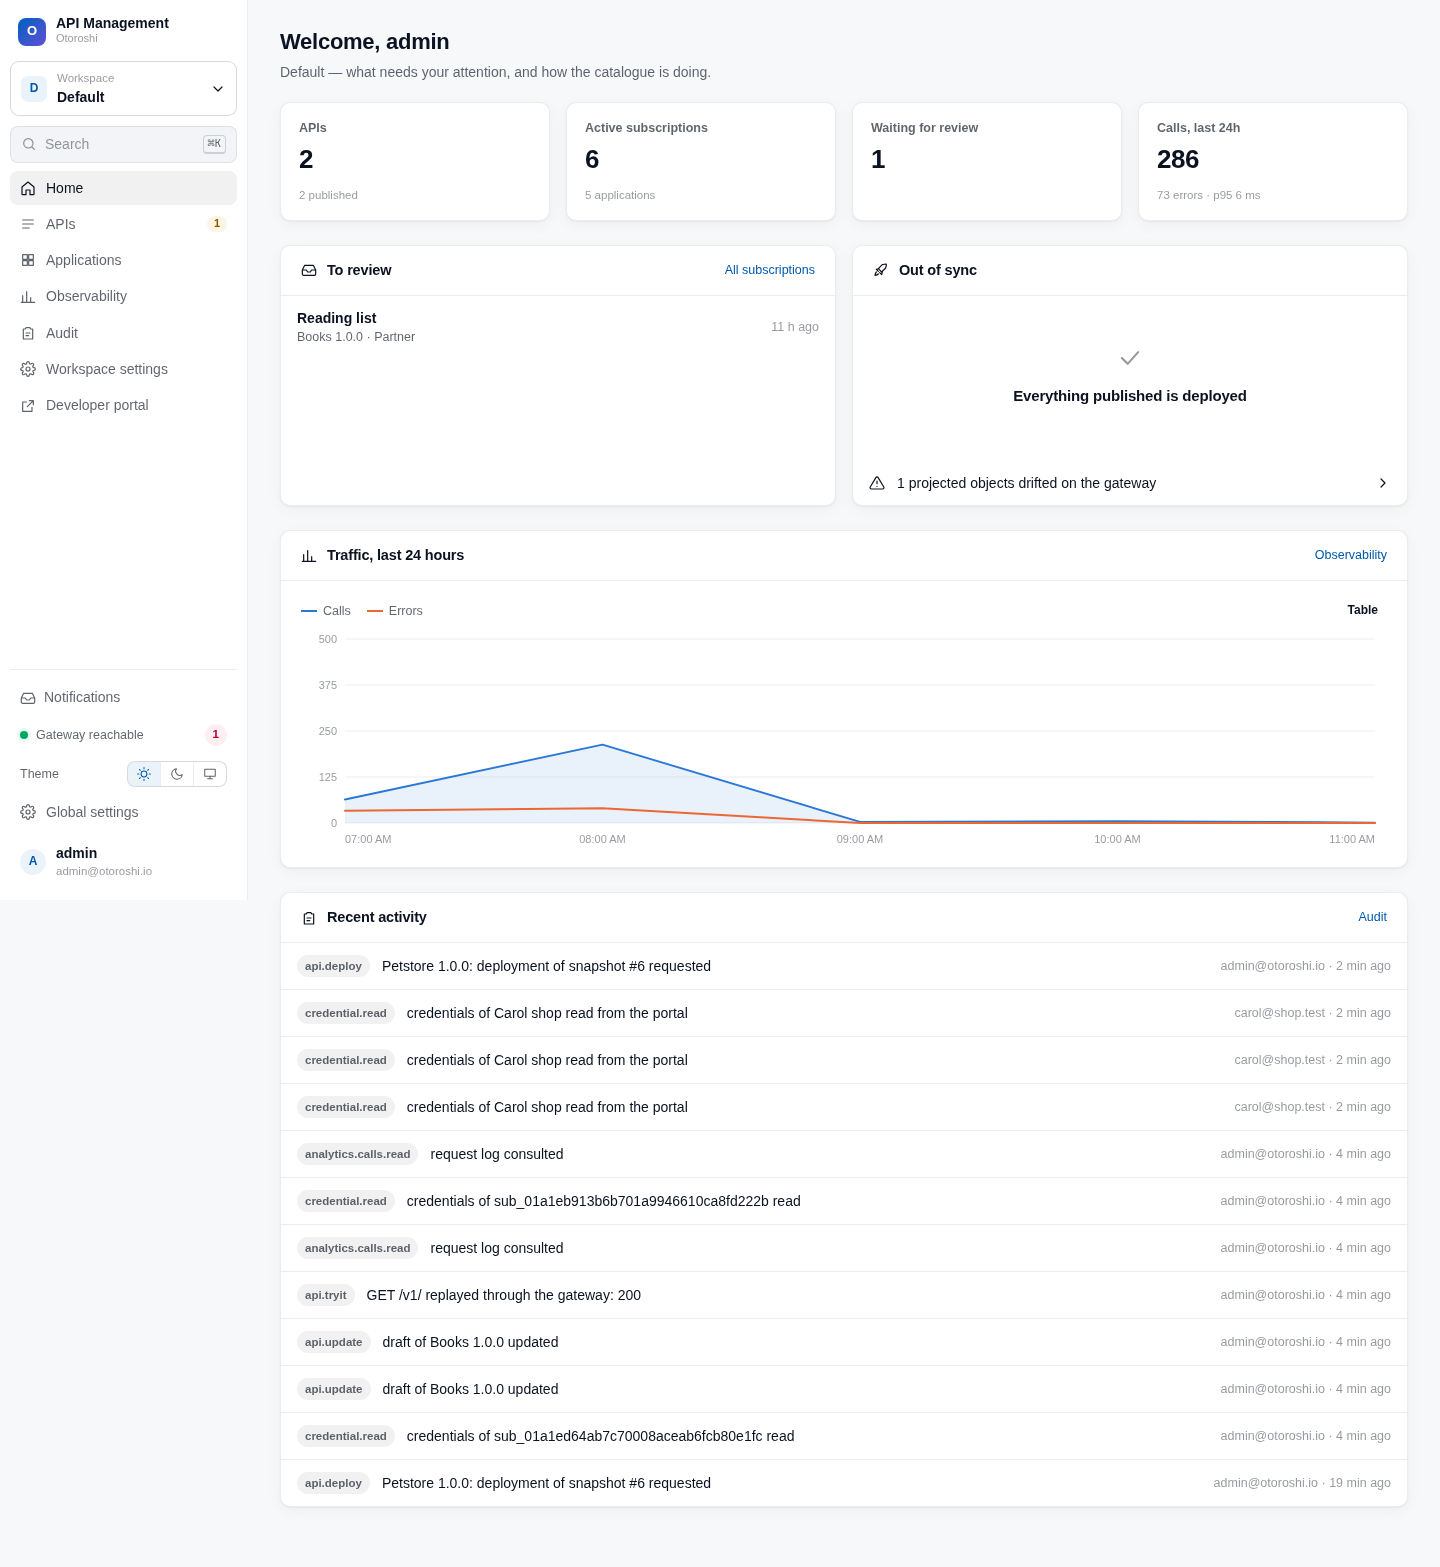 O
API Management
Otoroshi
D
Workspace
Default
Search
⌘K
Home
APIs
1
Applications
Observability
Audit
Workspace settings
Developer portal
Notifications
Gateway reachable
1
Theme
Global settings
A
admin
admin@otoroshi.io
Welcome, admin
Default — what needs your attention, and how the catalogue is doing.
APIs
2
2 published
Active subscriptions
6
5 applications
Waiting for review
1
Calls, last 24h
286
73 errors · p95 6 ms
To review
All subscriptions
Reading list
Books 1.0.0 · Partner
11 h ago
Out of sync
Everything published is deployed
1 projected objects drifted on the gateway
Traffic, last 24 hours
Observability
Calls
Errors
Table
500
375
250
125
0
07:00 AM
08:00 AM
09:00 AM
10:00 AM
11:00 AM
Recent activity
Audit
api.deploy Petstore 1.0.0: deployment of snapshot #6 requested admin@otoroshi.io · 2 min ago
credential.read credentials of Carol shop read from the portal carol@shop.test · 2 min ago
credential.read credentials of Carol shop read from the portal carol@shop.test · 2 min ago
credential.read credentials of Carol shop read from the portal carol@shop.test · 2 min ago
analytics.calls.read request log consulted admin@otoroshi.io · 4 min ago
credential.read credentials of sub_01a1eb913b6b701a9946610ca8fd222b read admin@otoroshi.io · 4 min ago
analytics.calls.read request log consulted admin@otoroshi.io · 4 min ago
api.tryit GET /v1/ replayed through the gateway: 200 admin@otoroshi.io · 4 min ago
api.update draft of Books 1.0.0 updated admin@otoroshi.io · 4 min ago
api.update draft of Books 1.0.0 updated admin@otoroshi.io · 4 min ago
credential.read credentials of sub_01a1ed64ab7c70008aceab6fcb80e1fc read admin@otoroshi.io · 4 min ago
api.deploy Petstore 1.0.0: deployment of snapshot #6 requested admin@otoroshi.io · 19 min ago